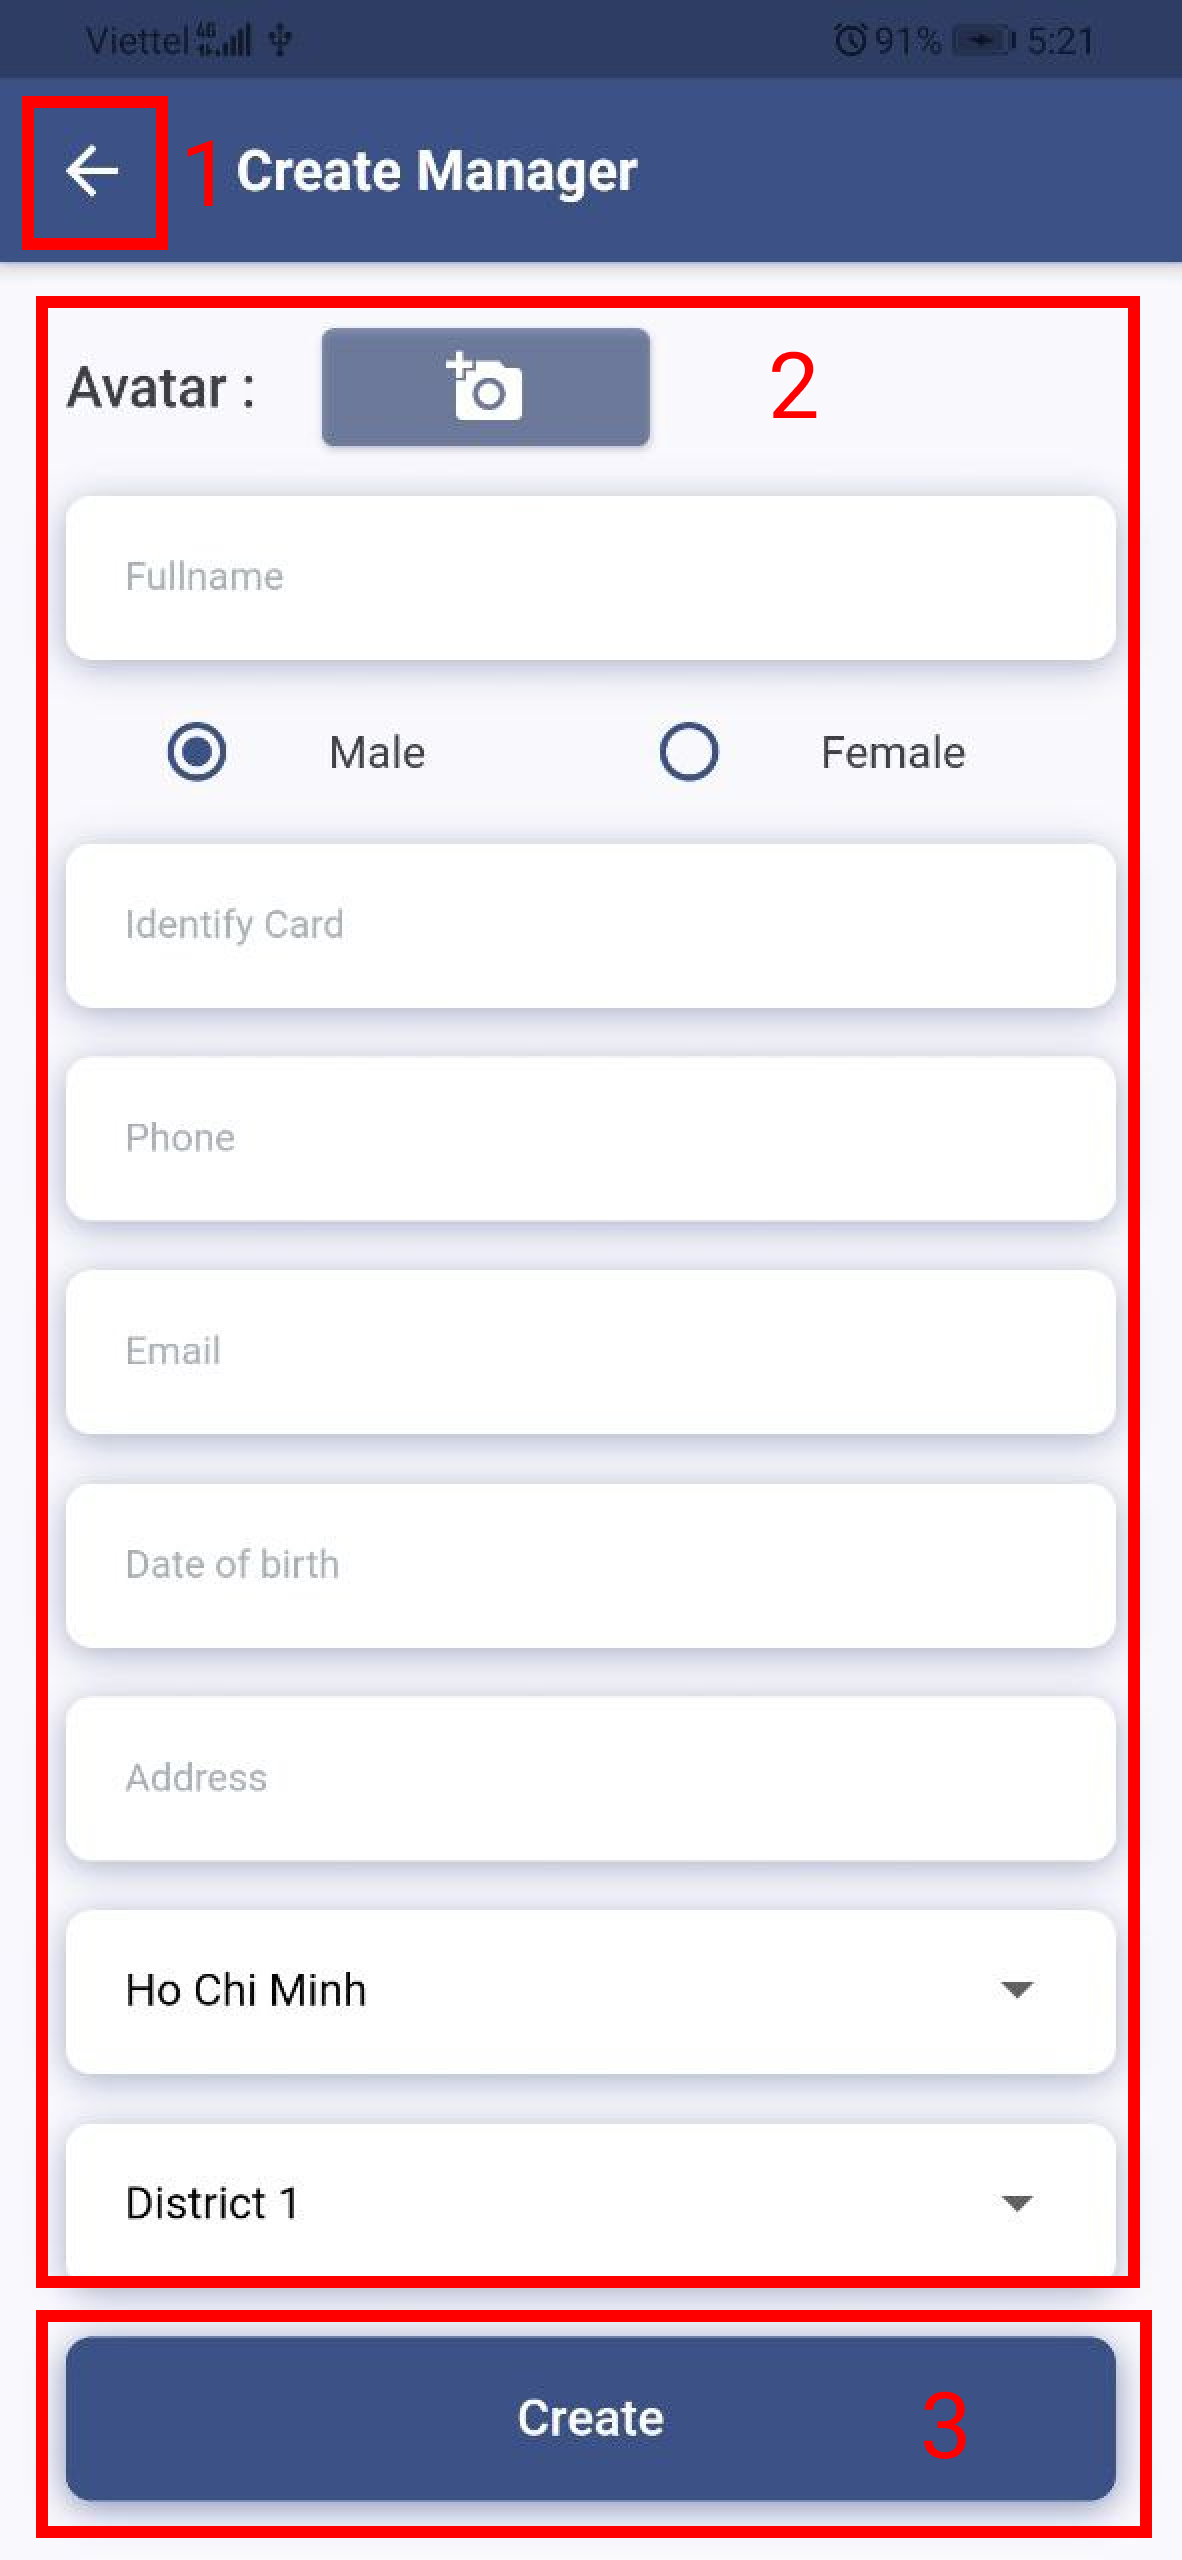 Viettel 4G 91% 5:21
1 Create Manager
Avatar : 2
Fullname
Male Female
Identify Card
Phone
Email
Date of birth
Address
Ho Chi Minh
District 1
Create 3